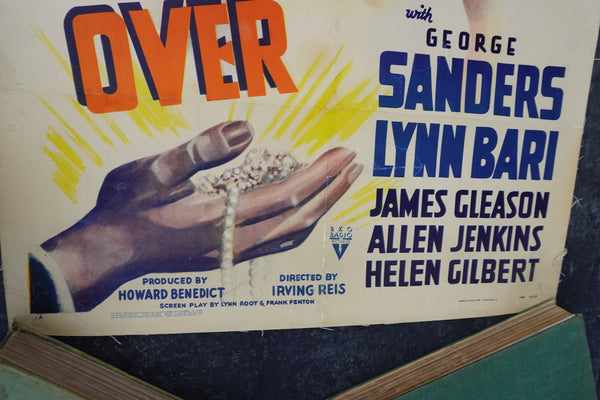 OVER
with
GEORGE
SANDERS
LYNN BARI
JAMES GLEASON
ALLEN JENKINS
HELEN GILBERT
RKO
RADIO
PICTURES
PRODUCED BY
HOWARD BENEDICT
DIRECTED BY
IRVING REIS
SCREEN PLAY BY LYNN ROOT & FRANK FENTON